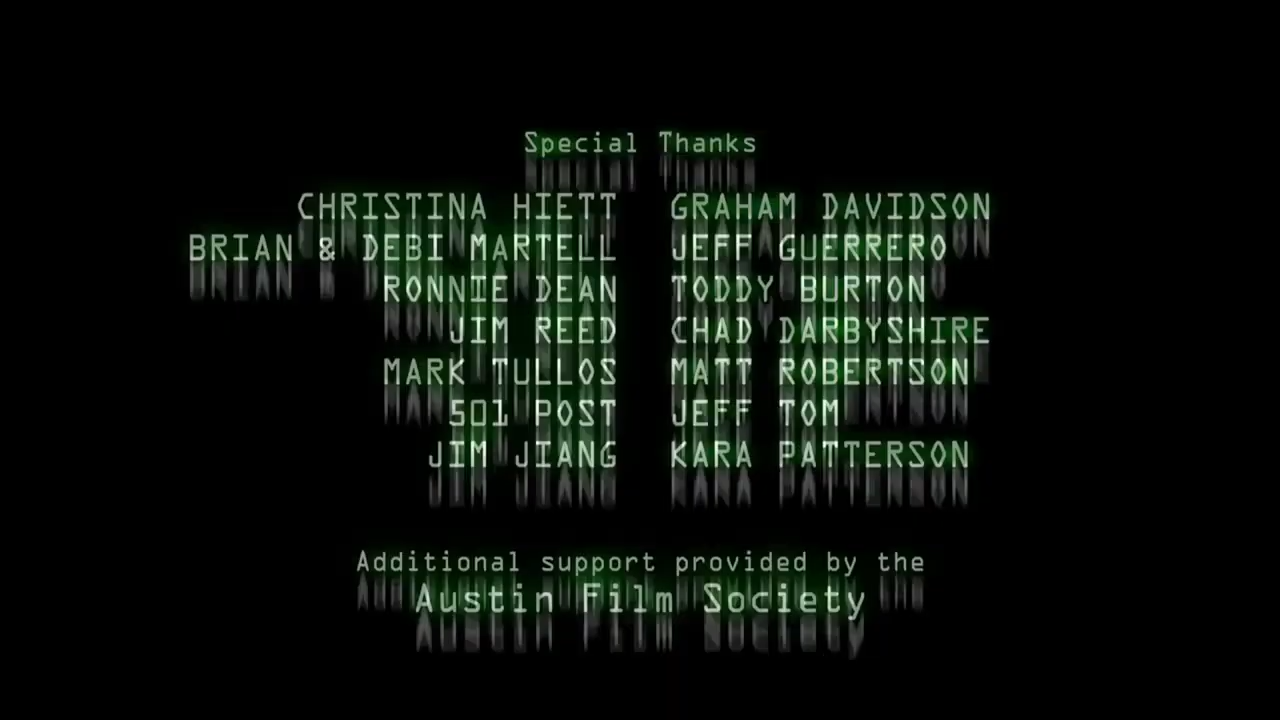 Special Thanks
CHRISTINA HIETT GRAHAM DAVIDSON
BRIAN & DEBI MARTELL JEFF GUERRERO
RONNIE DEAN TODDY BURTON
JIM REED CHAD DARBYSHIRE
MARK TULLOS MATT ROBERTSON
501 POST JEFF TOM
JIM JIANG KARA PATTERSON
Additional support provided by the
Austin Film Society